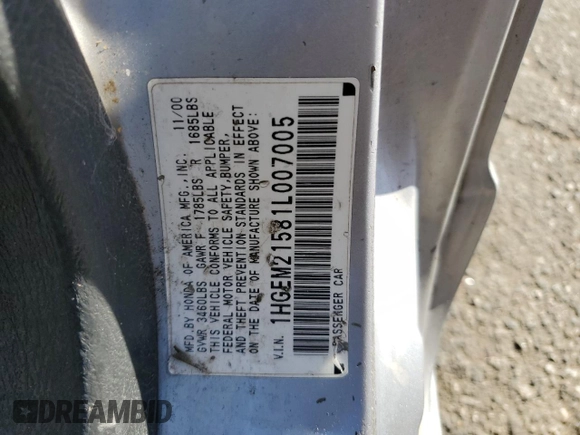 MFD.BY HONDA OF AMERICA MFG.,INC. 11/00
GVWR 3460LBS GAWR F 1785LBS R 1685LBS
THIS VEHICLE CONFORMS TO ALL APPLICABLE
FEDERAL MOTOR VEHICLE SAFETY,BUMPER,
AND THEFT PREVENTION STANDARDS IN EFFECT
ON THE DATE OF MANUFACTURE SHOWN ABOVE:
V.I.N. 1HGEM21581L007005
PASSENGER CAR
DREAMBID